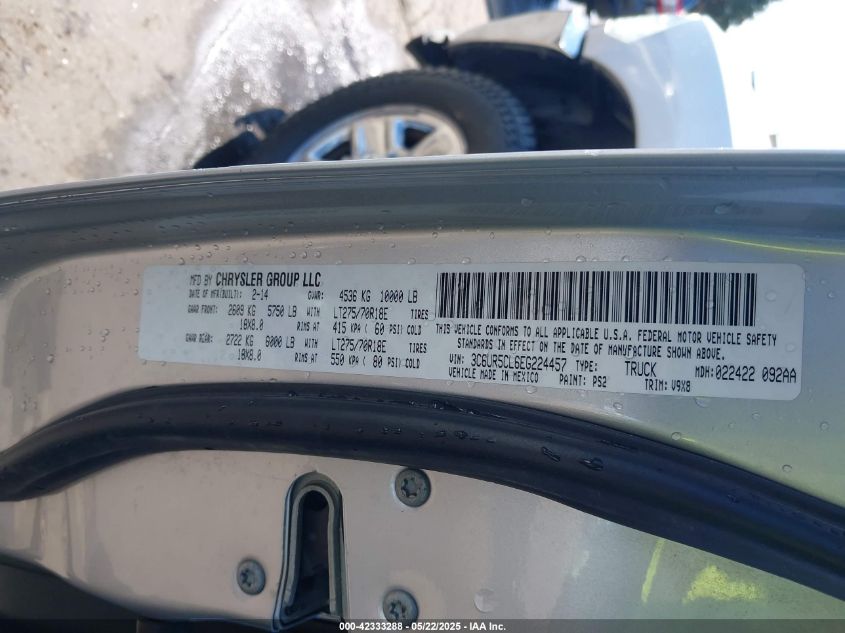 MFD BY CHRYSLER GROUP LLC
DATE OF MFR(BUILT): 2-14 GVWR: 4536 KG 10000 LB
GAWR FRONT: 2608 KG 5750 LB WITH LT275/70R18E TIRES
18X8.0 RIMS AT 415 KPA( 60 PSI) COLD
GAWR REAR: 2722 KG 6000 LB WITH LT275/70R18E TIRES
18X8.0 RIMS AT 550 KPA( 80 PSI) COLD
THIS VEHICLE CONFORMS TO ALL APPLICABLE U.S.A. FEDERAL MOTOR VEHICLE SAFETY
STANDARDS IN EFFECT ON THE DATE OF MANUFACTURE SHOWN ABOVE.
VIN: 3C6UR5CL6EG224457 TYPE: TRUCK MDH: 022422 092AA
VEHICLE MADE IN MEXICO PAINT: PS2 TRIM: V9X8
000-42333288 - 05/22/2025 - IAA Inc.